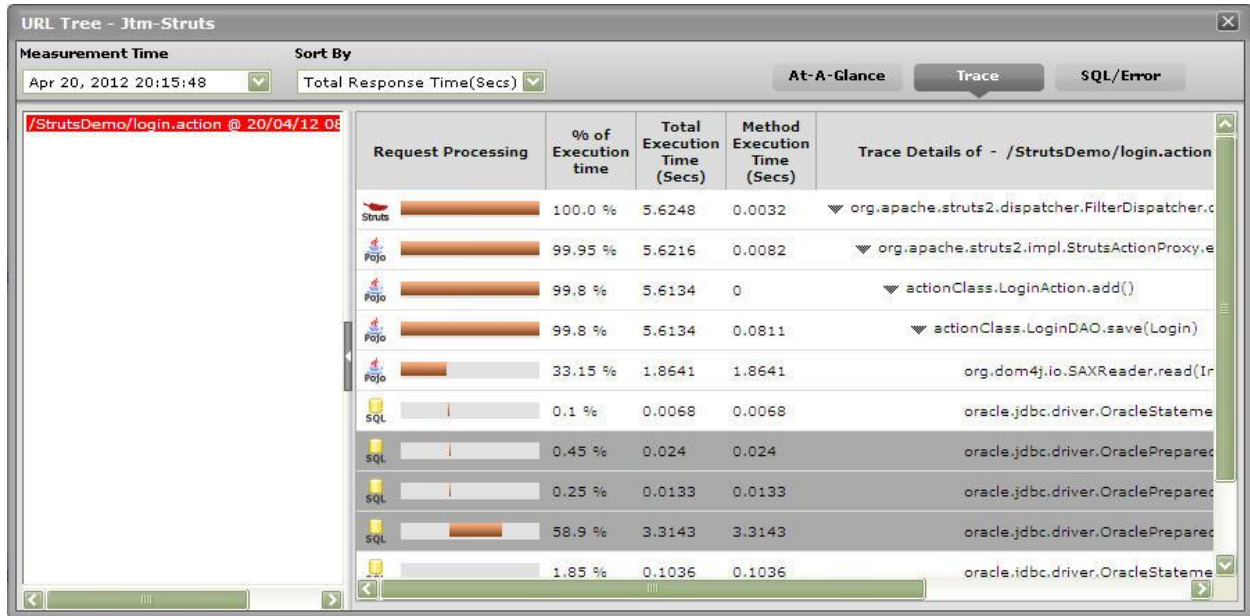 URL Tree - Jtm-Struts
Measurement Time
Sort By
Apr 20, 2012 20:15:48
Total Response Time(Secs)
At-A-Glance
Trace
SQL/Error
/StrutsDemo/login.action @ 20/04/12 08
Request Processing
% of Execution time
Total Execution Time (Secs)
Method Execution Time (Secs)
Trace Details of - /StrutsDemo/login.action
Struts 100.0 % 5.6248 0.0032 org.apache.struts2.dispatcher.FilterDispatcher.d
Pojo 99.95 % 5.6216 0.0082 org.apache.struts2.impl.StrutsActionProxy.e
Pojo 99.8 % 5.6134 0 actionClass.LoginAction.add()
Pojo 99.8 % 5.6134 0.0811 actionClass.LoginDAO.save(Login)
Pojo 33.15 % 1.8641 1.8641 org.dom4j.io.SAXReader.read(Ir
SQL 0.1 % 0.0068 0.0068 oracle.jdbc.driver.OracleStateme
SQL 0.45 % 0.024 0.024 oracle.jdbc.driver.OraclePrepared
SQL 0.25 % 0.0133 0.0133 oracle.jdbc.driver.OraclePrepared
SQL 58.9 % 3.3143 3.3143 oracle.jdbc.driver.OraclePrepared
1.85 % 0.1036 0.1036 oracle.jdbc.driver.OracleStateme